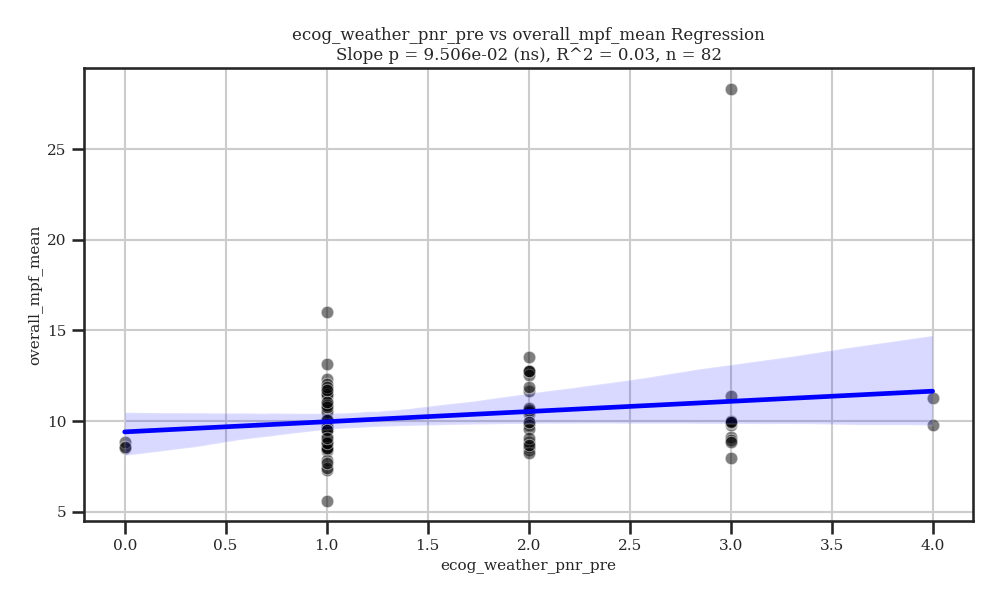 ecog_weather_pnr_pre vs overall_mpf_mean Regression
Slope p = 9.506e-02 (ns), R^2 = 0.03, n = 82
overall_mpf_mean
25
20
15
10
5
0.0 0.5 1.0 1.5 2.0 2.5 3.0 3.5 4.0
ecog_weather_pnr_pre